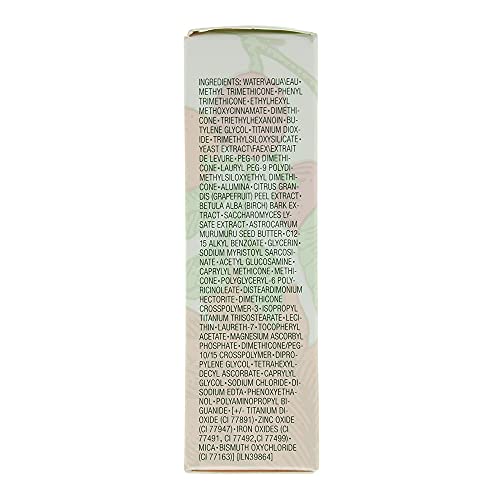 INGREDIENTS: WATER\AQUA\EAU•
METHYL TRIMETHICONE•PHENYL
TRIMETHICONE•ETHYLHEXYL
METHOXYCINNAMATE•DIMETHI-
CONE•TRIETHYLHEXANOIN•BU-
TYLENE GLYCOL•TITANIUM DIOX-
IDE•TRIMETHYLSILOXYSILICATE•
YEAST EXTRACT\FAEX\EXTRAIT
DE LEVURE•PEG-10 DIMETHI-
CONE•LAURYL PEG-9 POLYDI-
METHYLSILOXYETHYL DIMETHI-
CONE•ALUMINA•CITRUS GRAN-
DIS (GRAPEFRUIT) PEEL EXTRACT•
BETULA ALBA (BIRCH) BARK EX-
TRACT•SACCHAROMYCES LY-
SATE EXTRACT•ASTROCARYUM
MURUMURU SEED BUTTER•C12-
15 ALKYL BENZOATE•GLYCERIN•
SODIUM MYRISTOYL SARCOSI-
NATE•ACETYL GLUCOSAMINE•
CAPRYLYL METHICONE•METHI-
CONE•POLYGLYCERYL-6 POLY-
RICINOLEATE•DISTEARDIMONIUM
HECTORITE•DIMETHICONE
CROSSPOLYMER-3•ISOPROPYL
TITANIUM TRIISOSTEARATE•LECI-
THIN•LAURETH-7•TOCOPHERYL
ACETATE•MAGNESIUM ASCORBYL
PHOSPHATE•DIMETHICONE/PEG-
10/15 CROSSPOLYMER•DIPRO-
PYLENE GLYCOL•TETRAHEXYL-
DECYL ASCORBATE•CAPRYLYL
GLYCOL•SODIUM CHLORIDE•DI-
SODIUM EDTA•PHENOXYETHA-
NOL•POLYAMINOPROPYL BI-
GUANIDE•[+/- TITANIUM DI-
OXIDE (CI 77891)•ZINC OXIDE
(CI 77947)•IRON OXIDES (CI
77491, CI 77492,CI 77499)•
MICA•BISMUTH OXYCHLORIDE
(CI 77163)] [ILN39864]